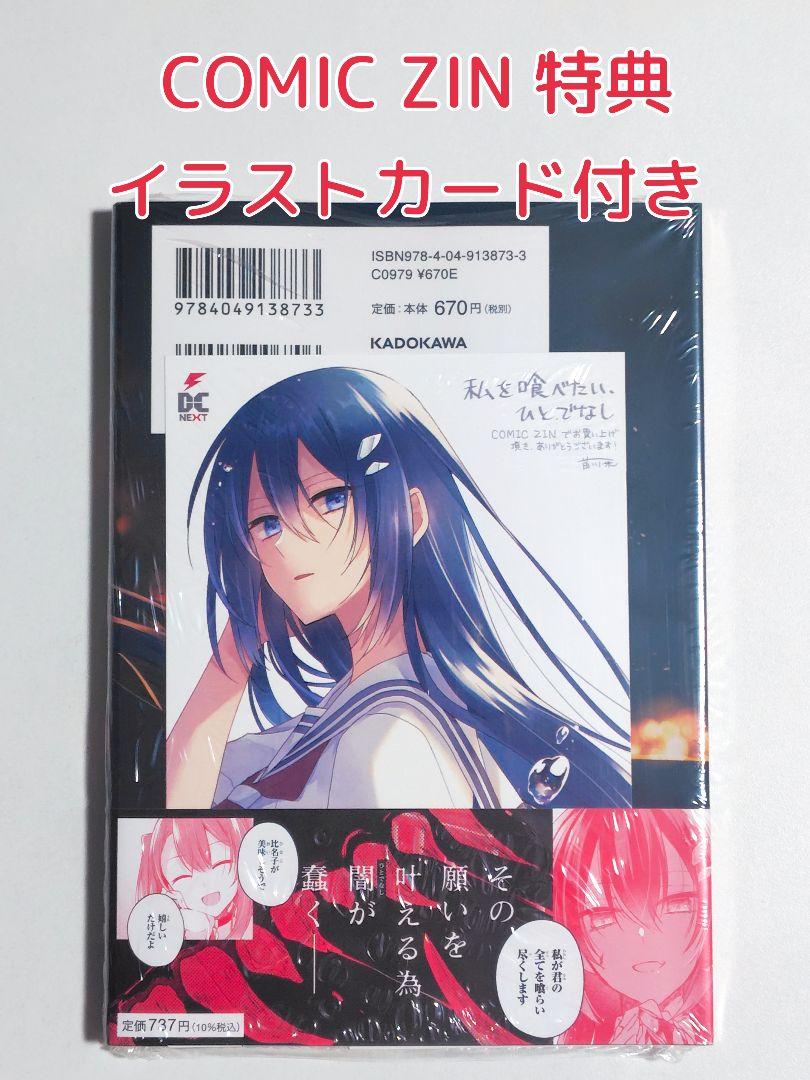 COMIC ZIN 特典
イラストカード付き
ISBN978-4-04-913873-3
C0979 ¥670E
9784049138733
定価：本体 670円（税別）
KADOKAWA
DC
NEXT
私を喰べたい、
ひとでなし
COMIC ZIN でお買い上げ
頂き、ありがとうございます！
比名子が
美味しそうで
嬉しい
だけだよ
その
願いを
叶える為、
闇が
ひとでなし
蠢く——
私が君の
全てを喰らい
尽くします
定価 737円（10%税込）